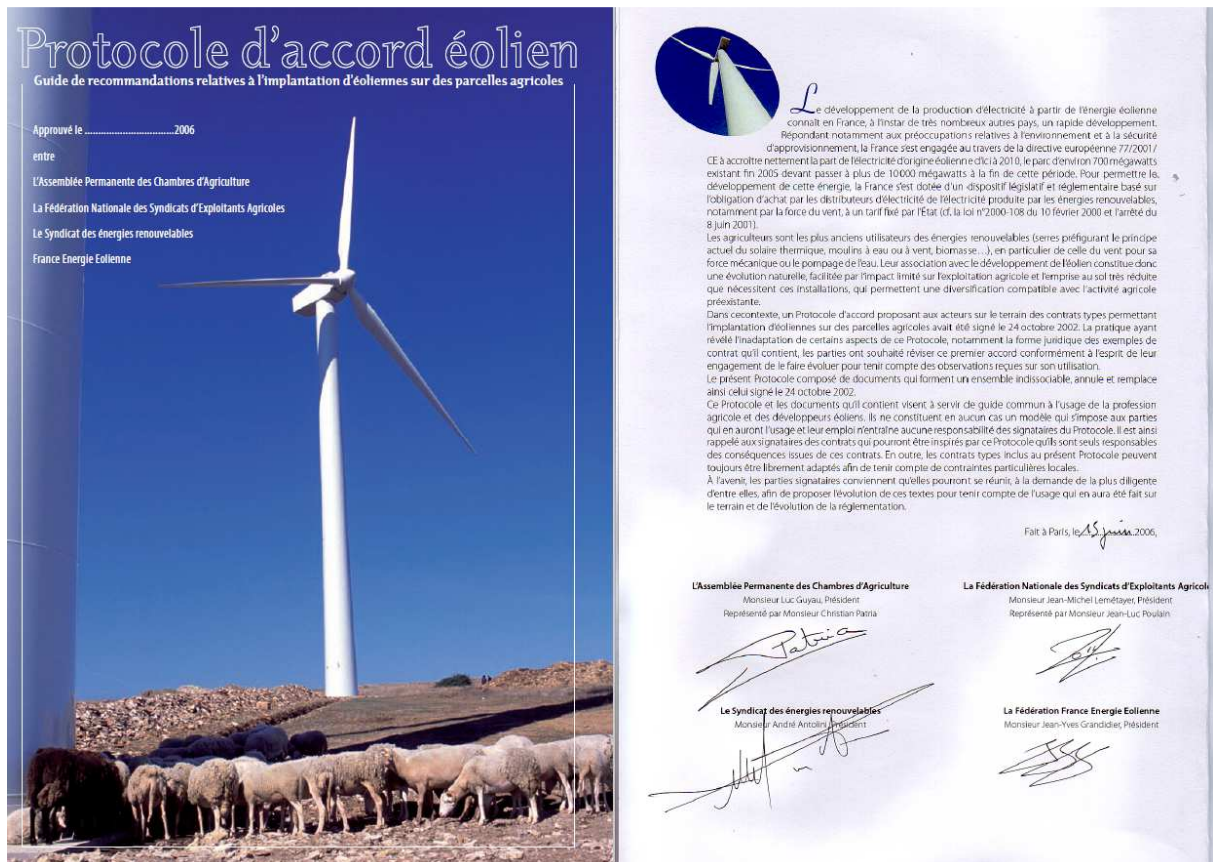 Protocole d'accord éolien
Guide de recommandations relatives à l'implantation d'éoliennes sur des parcelles agricoles
Approuvé le ...................................2006
entre
L'Assemblée Permanente des Chambres d'Agriculture
La Fédération Nationale des Syndicats d'Exploitants Agricoles
Le Syndicat des énergies renouvelables
France Energie Eolienne
Le développement de la production d'électricité à partir de l'énergie éolienne
connaît en France, à l'instar de très nombreux autres pays, un rapide développement.
Répondant notamment aux préoccupations relatives à l'environnement et à la sécurité
d'approvisionnement, la France s'est engagée au travers de la directive européenne 77/2001/
CE à accroître nettement la part de l'électricité d'origine éolienne d'ici à 2010, le parc d'environ 700 mégawatts
existant fin 2005 devant passer à plus de 10000 mégawatts à la fin de cette période. Pour permettre le
développement de cette énergie, la France s'est dotée d'un dispositif législatif et réglementaire basé sur
l'obligation d'achat par les distributeurs d'électricité de l'électricité produite par les énergies renouvelables,
notamment par la force du vent, à un tarif fixé par l'État (cf. la loi n°2000-108 du 10 février 2000 et l'arrêté du
8 juin 2001).
Les agriculteurs sont les plus anciens utilisateurs des énergies renouvelables (serres préfigurant le principe
actuel du solaire thermique, moulins à eau ou à vent, biomasse…), en particulier de celle du vent pour sa
force mécanique ou le pompage de l'eau. Leur association avec le développement de l'éolien constitue donc
une évolution naturelle, facilitée par l'impact limité sur l'exploitation agricole et l'emprise au sol très réduite
que nécessitent ces installations, qui permettent une diversification compatible avec l'activité agricole
préexistante.
Dans cecontexte, un Protocole d'accord proposant aux acteurs sur le terrain des contrats types permettant
l'implantation d'éoliennes sur des parcelles agricoles avait été signé le 24 octobre 2002. La pratique ayant
révélé l'inadaptation de certains aspects de ce Protocole, notamment la forme juridique des exemples de
contrat qu'il contient, les parties ont souhaité réviser ce premier accord conformément à l'esprit de leur
engagement de le faire évoluer pour tenir compte des observations reçues sur son utilisation.
Le présent Protocole composé de documents qui forment un ensemble indissociable, annule et remplace
ainsi celui signé le 24 octobre 2002.
Ce Protocole et les documents qu'il contient visent à servir de guide commun à l'usage de la profession
agricole et des développeurs éoliens. Ils ne constituent en aucun cas un modèle qui s'impose aux parties
qui en auront l'usage et leur emploi n'entraîne aucune responsabilité des signataires du Protocole. Il est ainsi
rappelé aux signataires des contrats qui pourront être inspirés par ce Protocole qu'ils sont seuls responsables
des conséquences issues de ces contrats. En outre, les contrats types inclus au présent Protocole peuvent
toujours être librement adaptés afin de tenir compte de contraintes particulières locales.
À l'avenir, les parties signataires conviennent qu'elles pourront se réunir, à la demande de la plus diligente
d'entre elles, afin de proposer l'évolution de ces textes pour tenir compte de l'usage qui en aura été fait sur
le terrain et de l'évolution de la réglementation.
Fait à Paris, le 15 juin 2006,
L'Assemblée Permanente des Chambres d'Agriculture
Monsieur Luc Guyau, Président
Représenté par Monsieur Christian Patria
Patria
La Fédération Nationale des Syndicats d'Exploitants Agricole
Monsieur Jean-Michel Lemétayer, Président
Représenté par Monsieur Jean-Luc Poulain
Le Syndicat des énergies renouvelables
Monsieur André Antolini, Président
La Fédération France Energie Eolienne
Monsieur Jean-Yves Grandidier, Président